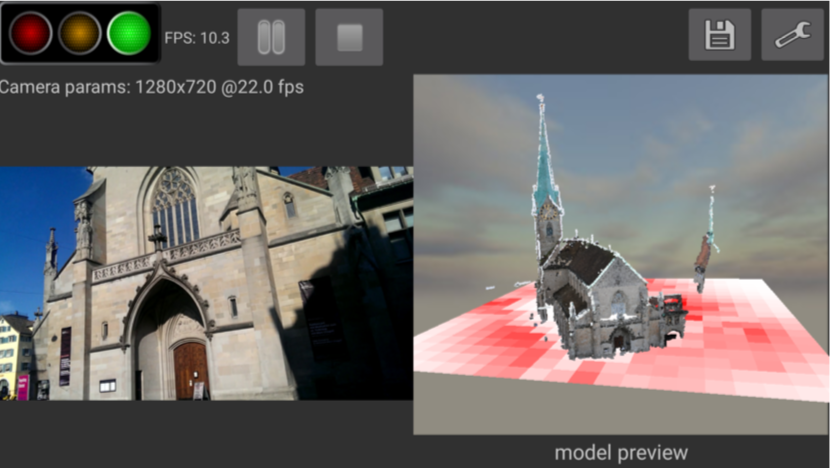 FPS: 10.3
Camera params: 1280x720 @22.0 fps
model preview